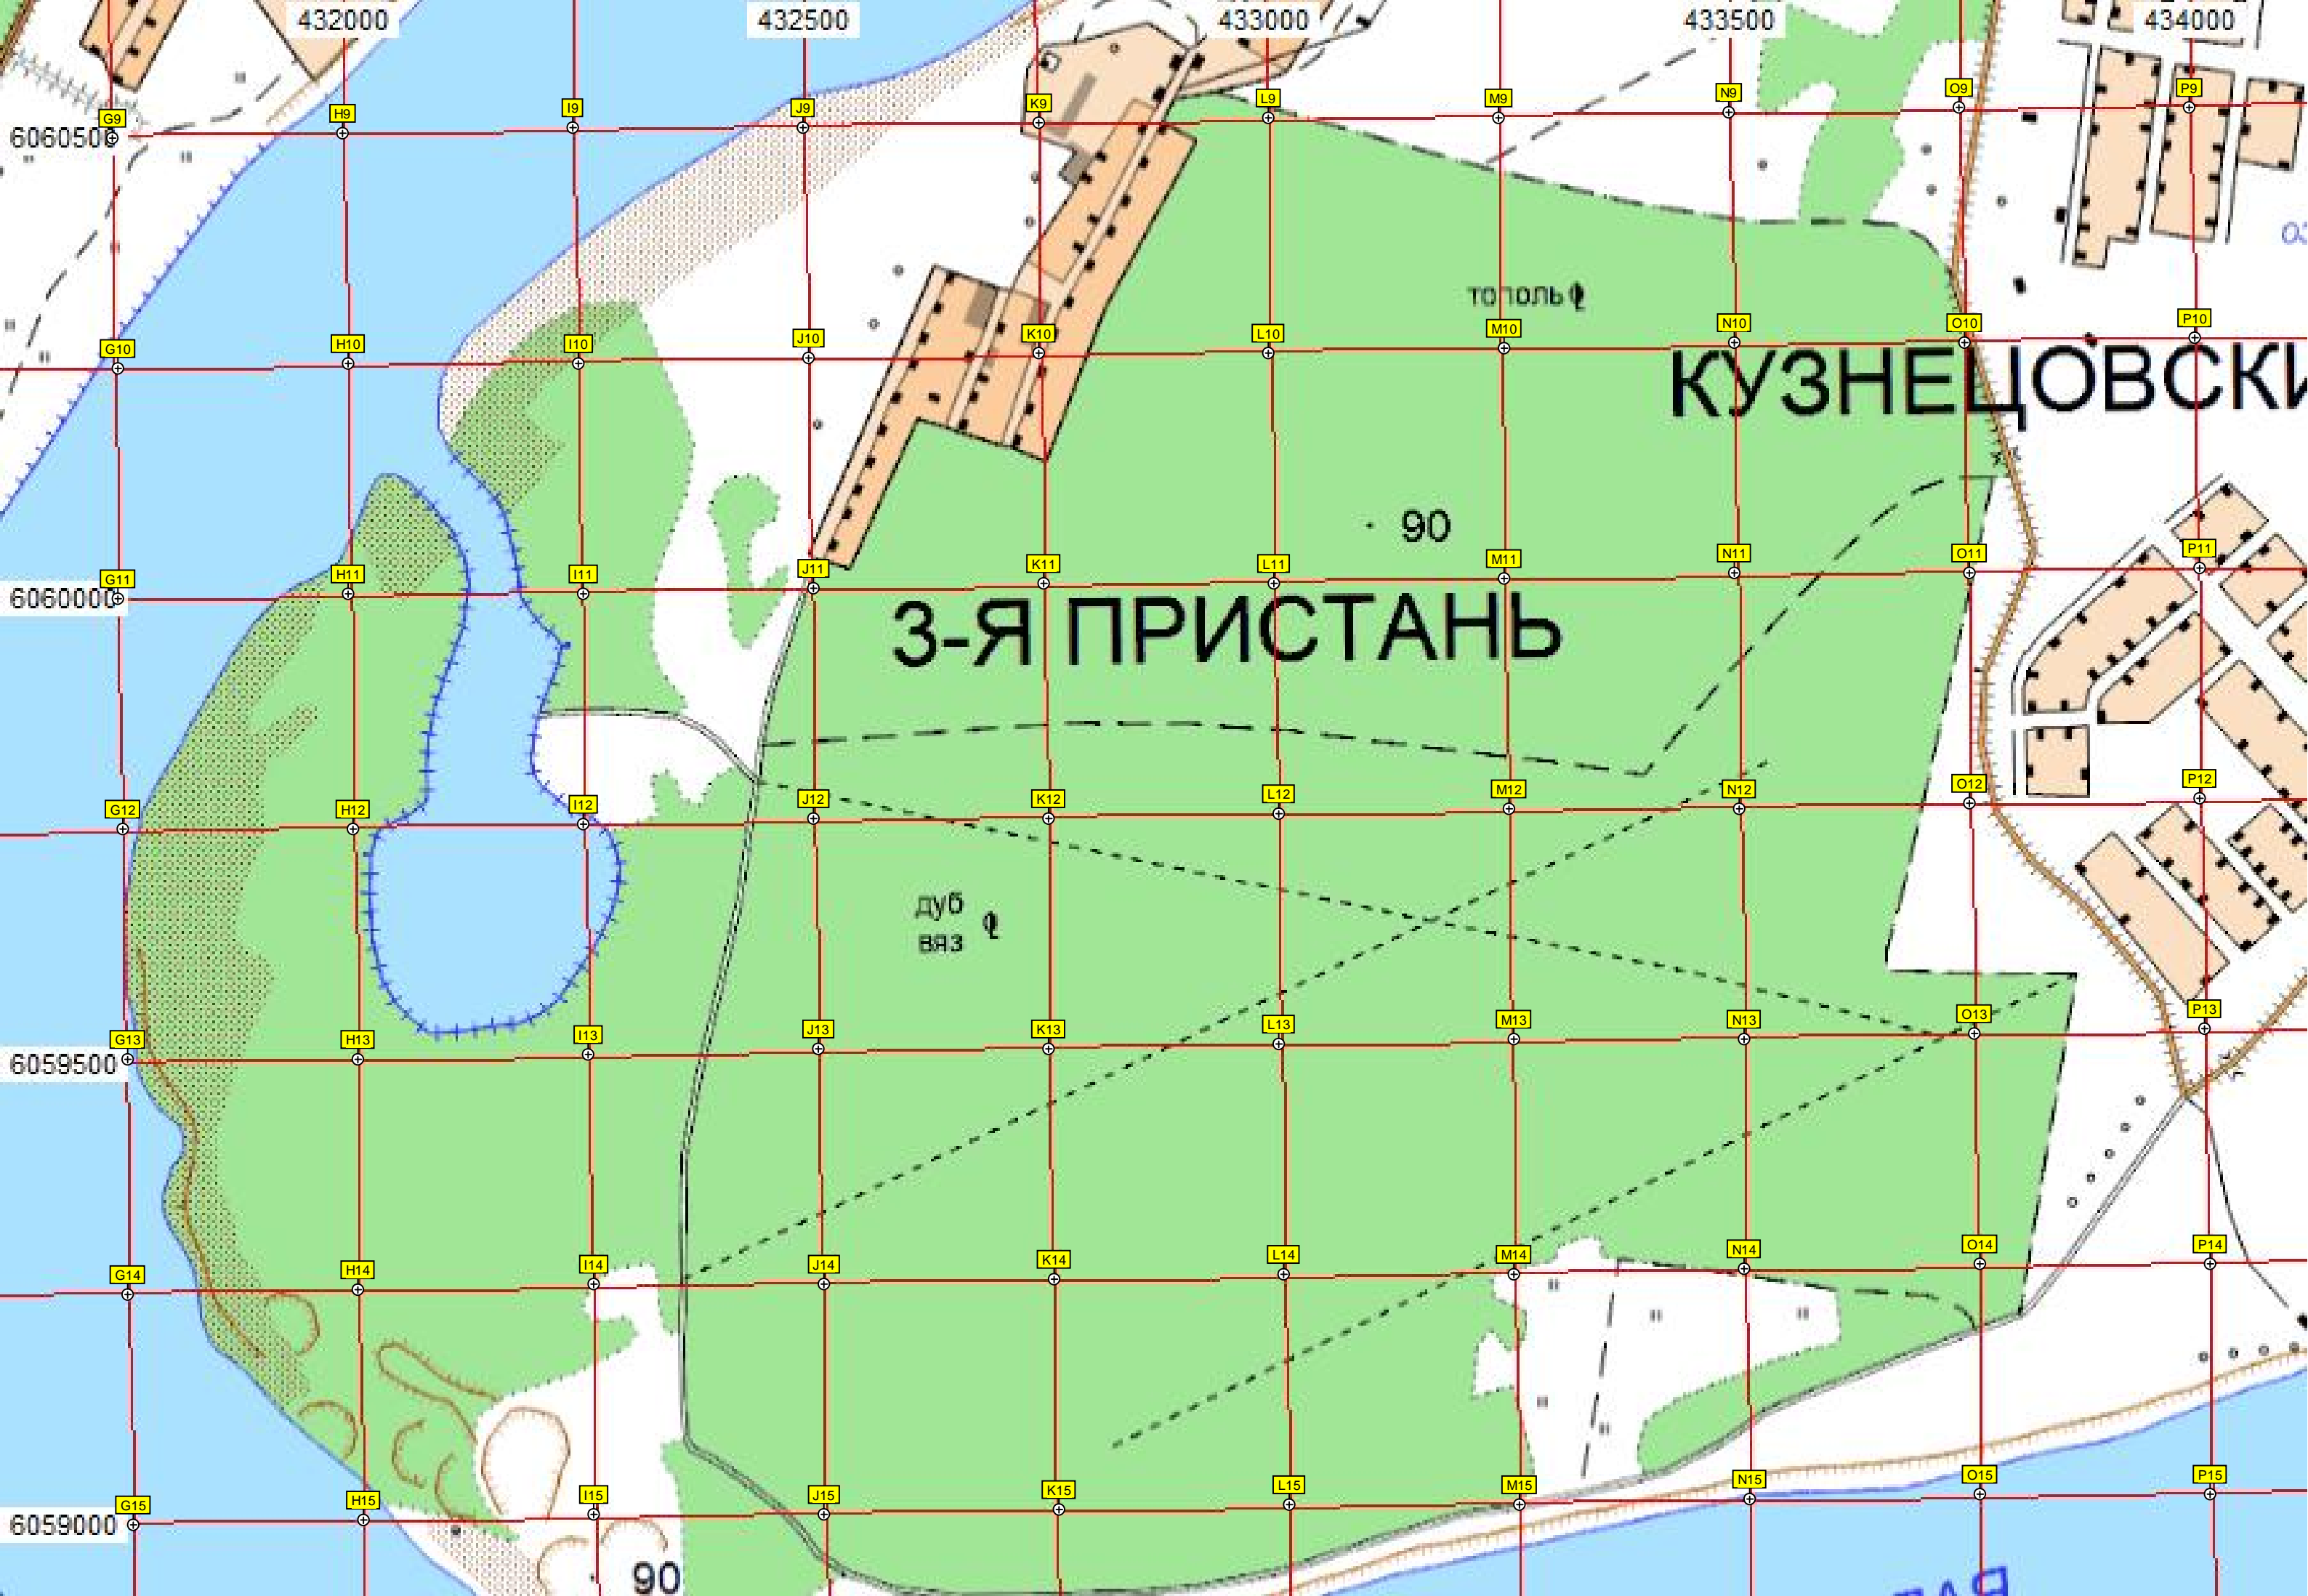 432000 432500 433000 433500 434000
G9 H9 I9 J9 K9 L9 M9 N9 O9 P9
6060500
тополь
G10 H10 I10 J10 K10 L10 M10 N10 O10 P10
КУЗНЕЦОВСКИ
90
G11 H11 I11 J11 K11 L11 M11 N11 O11 P11
6060000
3-Я ПРИСТАНЬ
G12 H12 I12 J12 K12 L12 M12 N12 O12 P12
дуб
вяз
G13 H13 I13 J13 K13 L13 M13 N13 O13 P13
6059500
G14 H14 I14 J14 K14 L14 M14 N14 O14 P14
G15 H15 I15 J15 K15 L15 M15 N15 O15 P15
6059000
90